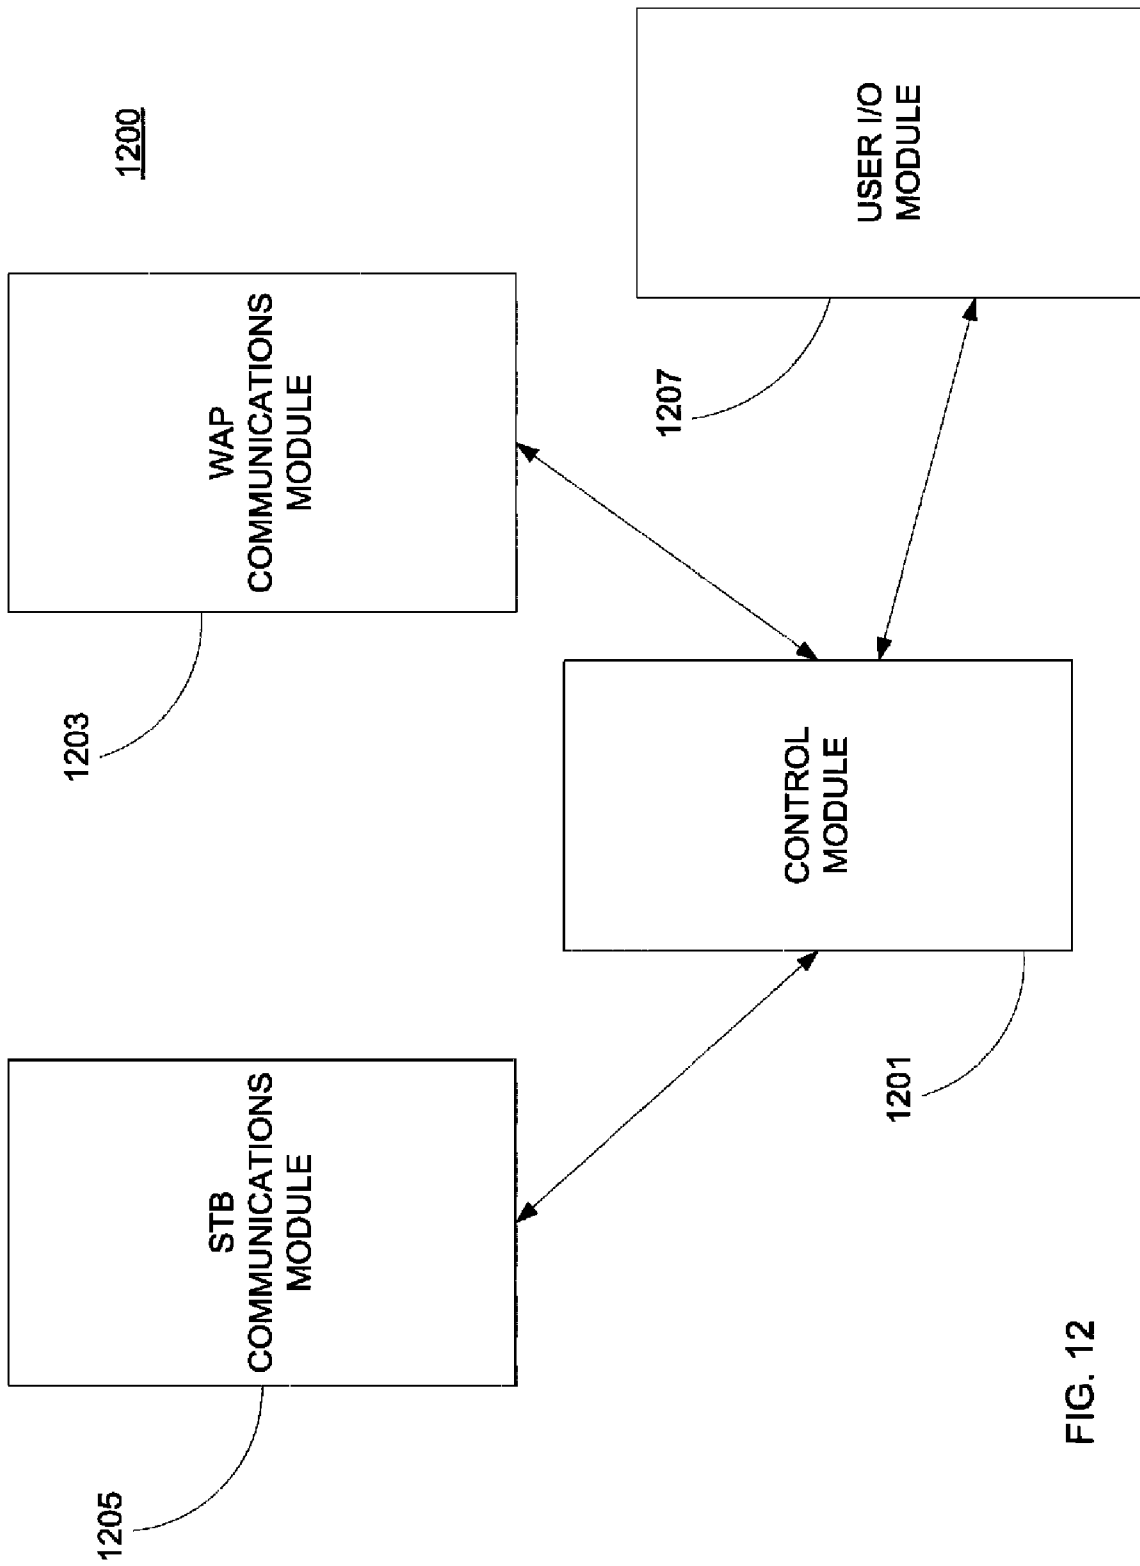 1200
1205
STB
COMMUNICATIONS
MODULE
1203
WAP
COMMUNICATIONS
MODULE
1207
USER I/O
MODULE
1201
CONTROL
MODULE
FIG. 12